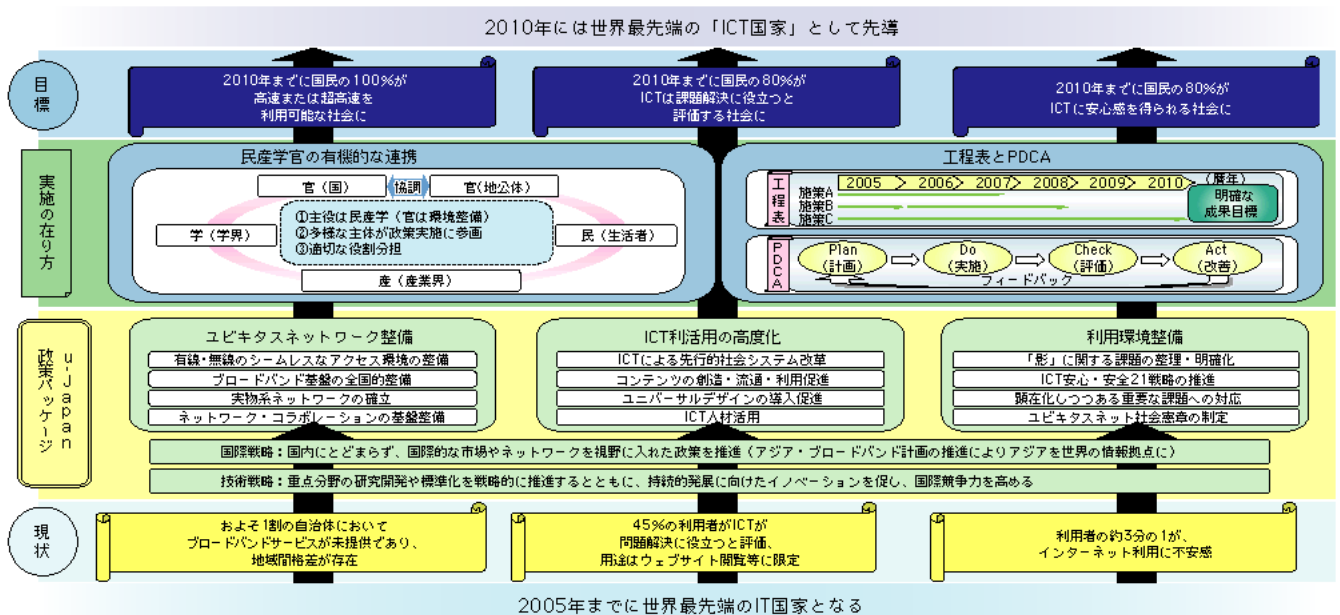 2010年には世界最先端の「ICT国家」として先導
目標
2010年までに国民の100%が
高速または超高速を
利用可能な社会に
2010年までに国民の80%が
ICTは課題解決に役立つと
評価する社会に
2010年までに国民の80%が
ICTに安心感を得られる社会に
実施の在り方
民産学官の有機的な連携
官(国)
協調
官(地公体)
①主役は民産学(官は環境整備)
②多様な主体が政策実施に参画
③適切な役割分担
学(学界)
民(生活者)
産(産業界)
工程表とPDCA
工程表
施策A
施策B
施策C
2005 2006 2007 2008 2009 2010
(暦年)
明確な
成果目標
PDCA
Plan
(計画)
Do
(実施)
Check
(評価)
Act
(改善)
フィードバック
u-Japan
政策パッケージ
ユビキタスネットワーク整備
有線・無線のシームレスなアクセス環境の整備
ブロードバンド基盤の全国的整備
実物系ネットワークの確立
ネットワーク・コラボレーションの基盤整備
ICT利活用の高度化
ICTによる先行的社会システム改革
コンテンツの創造・流通・利用促進
ユニバーサルデザインの導入促進
ICT人材活用
利用環境整備
「影」に関する課題の整理・明確化
ICT安心・安全21戦略の推進
顕在化しつつある重要な課題への対応
ユビキタスネット社会憲章の制定
国際戦略：国内にとどまらず、国際的な市場やネットワークを視野に入れた政策を推進(アジア・ブロードバンド計画の推進によりアジアを世界の情報拠点に)
技術戦略：重点分野の研究開発や標準化を戦略的に推進するとともに、持続的発展に向けたイノベーションを促し、国際競争力を高める
現状
およそ1割の自治体において
ブロードバンドサービスが未提供であり、
地域間格差が存在
45%の利用者がICTが
問題解決に役立つと評価、
用途はウェブサイト閲覧等に限定
利用者の約3分の1が、
インターネット利用に不安感
2005年までに世界最先端のIT国家となる